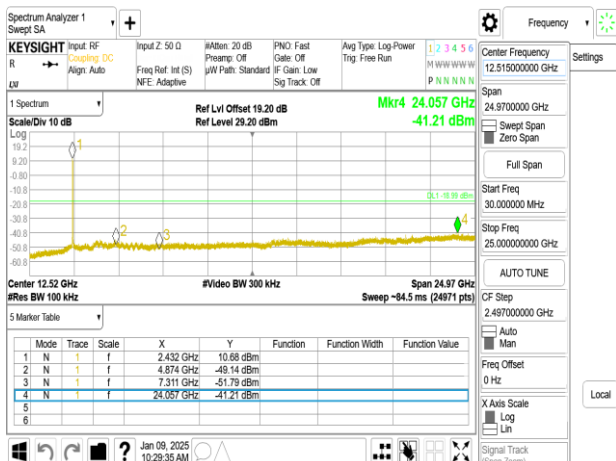 Spectrum Analyzer 1
Swept SA
Frequency
KEYSIGHT
Input: RF
Coupling: DC
Align: Auto
Input Z: 50 Ω
Freq Ref: Int (S)
NFE: Adaptive
#Atten: 20 dB
Preamp: Off
µW Path: Standard
PNO: Fast
Gate: Off
IF Gain: Low
Sig Track: Off
Avg Type: Log-Power
Trig: Free Run
1 2 3 4 5 6
M W W W W W
P N N N N N
R
LXI
1 Spectrum
Scale/Div 10 dB
Ref Lvl Offset 19.20 dB
Ref Level 29.20 dBm
Mkr4 24.057 GHz
-41.21 dBm
Log
19.2
9.20
-0.80
-10.8
-20.8
-30.8
-40.8
-50.8
-60.8
1
2
3
4
Center 12.52 GHz
#Res BW 100 kHz
#Video BW 300 kHz
Span 24.97 GHz
Sweep ~84.5 ms (24971 pts)
5 Marker Table
Mode Trace Scale X Y Function Function Width Function Value
1 N 1 f 2.432 GHz 10.68 dBm
2 N 1 f 4.874 GHz -49.14 dBm
3 N 1 f 7.311 GHz -51.79 dBm
4 N 1 f 24.057 GHz -41.21 dBm
5
6
Jan 09, 2025
10:29:35 AM
Center Frequency
12.515000000 GHz
Settings
Span
24.9700000 GHz
Swept Span
Zero Span
Full Span
Start Freq
30.000000 MHz
Stop Freq
25.000000000 GHz
AUTO TUNE
CF Step
2.497000000 GHz
Auto
Man
Freq Offset
0 Hz
X Axis Scale
Log
Lin
Local
Signal Track
(Span Zoom)